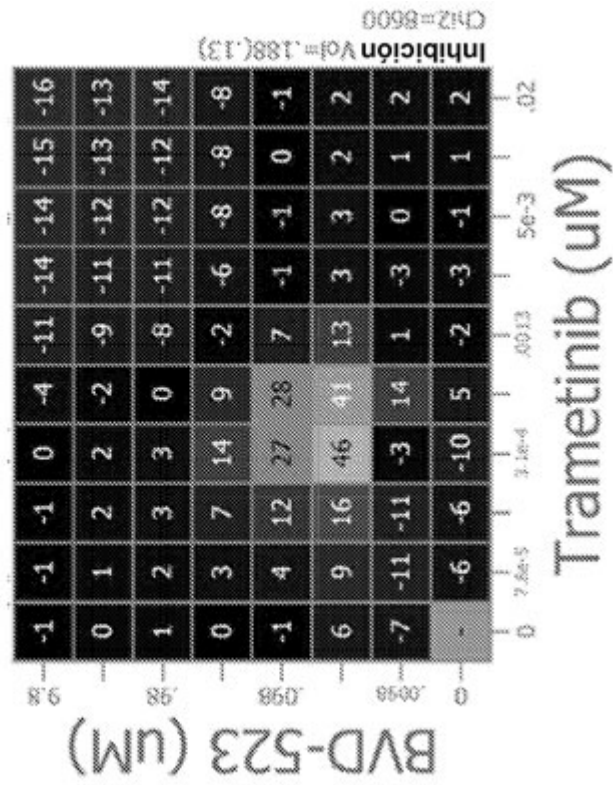 Inhibición Vol=.188(.13)
Chi2=8600
BVD-523 (uM)
9.8 -1 -1 -1 0 -4 -11 -14 -14 -15 -16
0 1 2 2 -2 -9 -11 -12 -13 -13
.98 1 2 3 3 0 -8 -11 -12 -12 -14
0 3 7 14 9 -2 -6 -8 -8 -8
.098 -1 4 12 27 28 7 -1 -1 0 -1
6 9 16 46 41 13 3 3 2 2
.0098 -7 -11 -11 -3 14 1 -3 0 1 2
0 - -6 -6 -10 5 -2 -3 -1 1 2
0 7.8e-5 3.1e-4 .0013 5e-3 .02
Trametinib (uM)